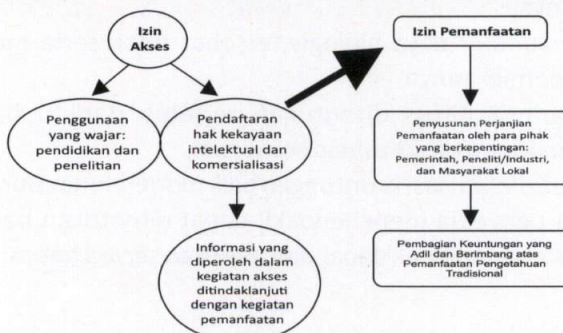 Izin
Akses
Penggunaan
yang wajar:
pendidikan dan
penelitian
Pendaftaran
hak kekayaan
intelektual dan
komersialisasi
Informasi yang
diperoleh dalam
kegiatan akses
ditindaklanjuti
dengan kegiatan
pemanfaatan
Izin Pemanfaatan
Penyusunan Perjanjian
Pemanfaatan oleh para pihak
yang berkepentingan:
Pemerintah, Peneliti/Industri,
dan Masyarakat Lokal
Pembagian Keuntungan yang
Adil dan Berimbang atas
Pemanfaatan Pengetahuan
Tradisional